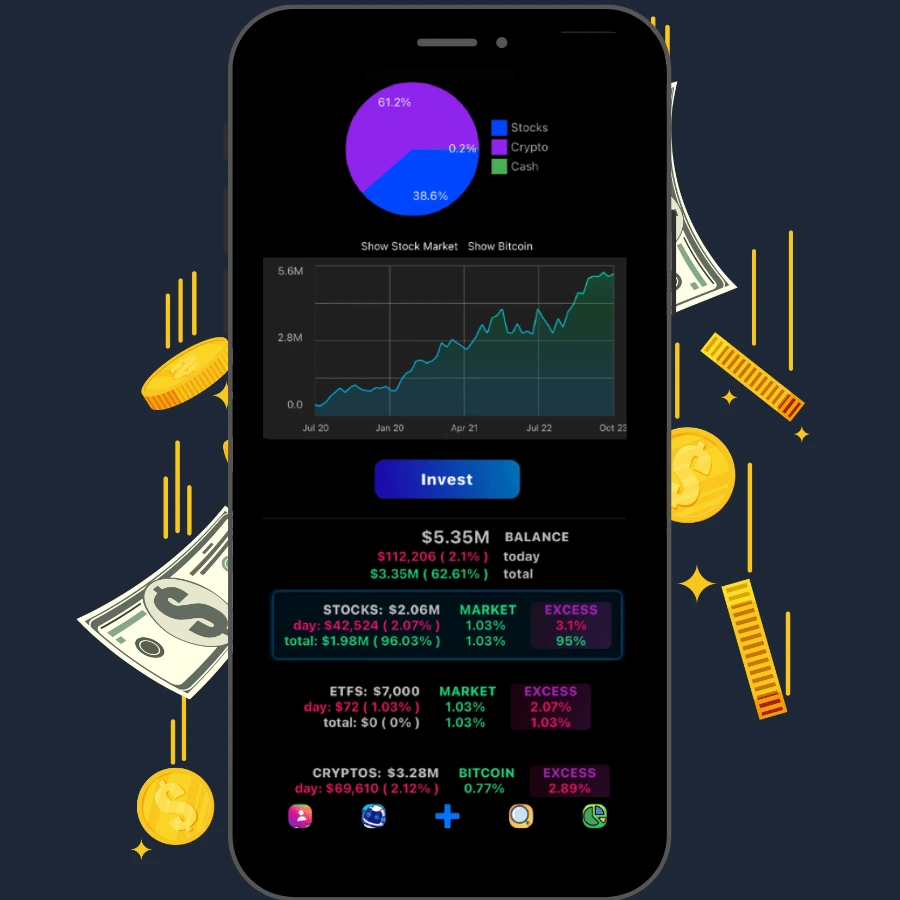 61.2%
0.2%
38.6%
Stocks
Crypto
Cash
Show Stock Market Show Bitcoin
5.6M
2.8M
0.0
Jul 20 Jan 20 Apr 21 Jul 22 Oct 23
Invest
$5.35M BALANCE
$112,206 ( 2.1% ) today
$3.35M ( 62.61% ) total
STOCKS: $2.06M MARKET EXCESS
day: $42,524 ( 2.07% ) 1.03% 3.1%
total: $1.98M ( 96.03% ) 1.03% 95%
ETFS: $7,000 MARKET EXCESS
day: $72 ( 1.03% ) 1.03% 2.07%
total: $0 ( 0% ) 1.03% 1.03%
CRYPTOS: $3.28M BITCOIN EXCESS
day: $69,610 ( 2.12% ) 0.77% 2.89%